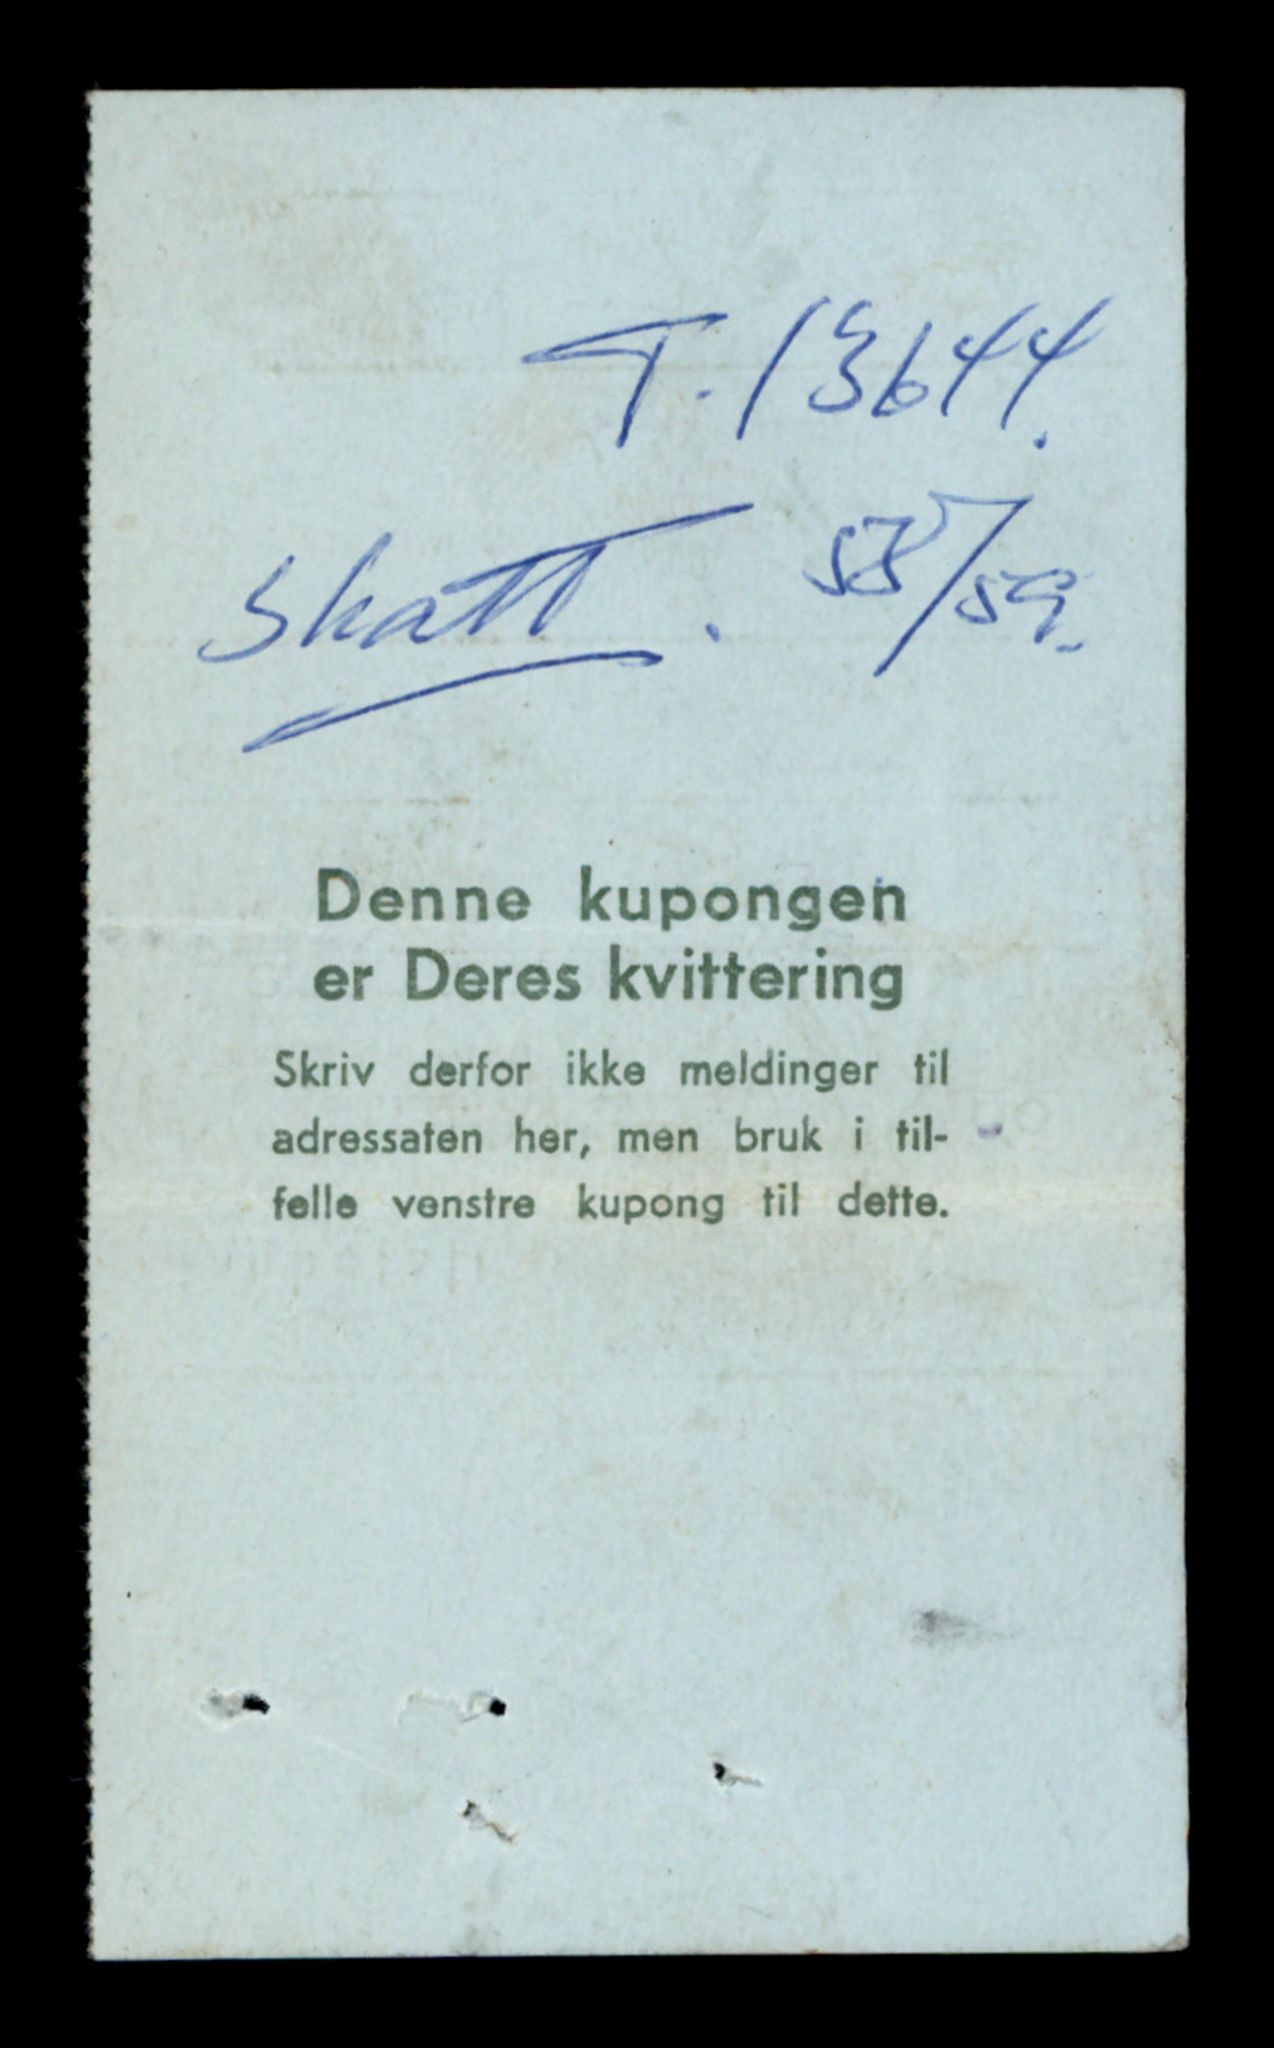 T. 13644.
Skatt. 58/59.
Denne kupongen
er Deres kvittering
Skriv derfor ikke meldinger til
adressaten her, men bruk i til-
felle venstre kupong til dette.